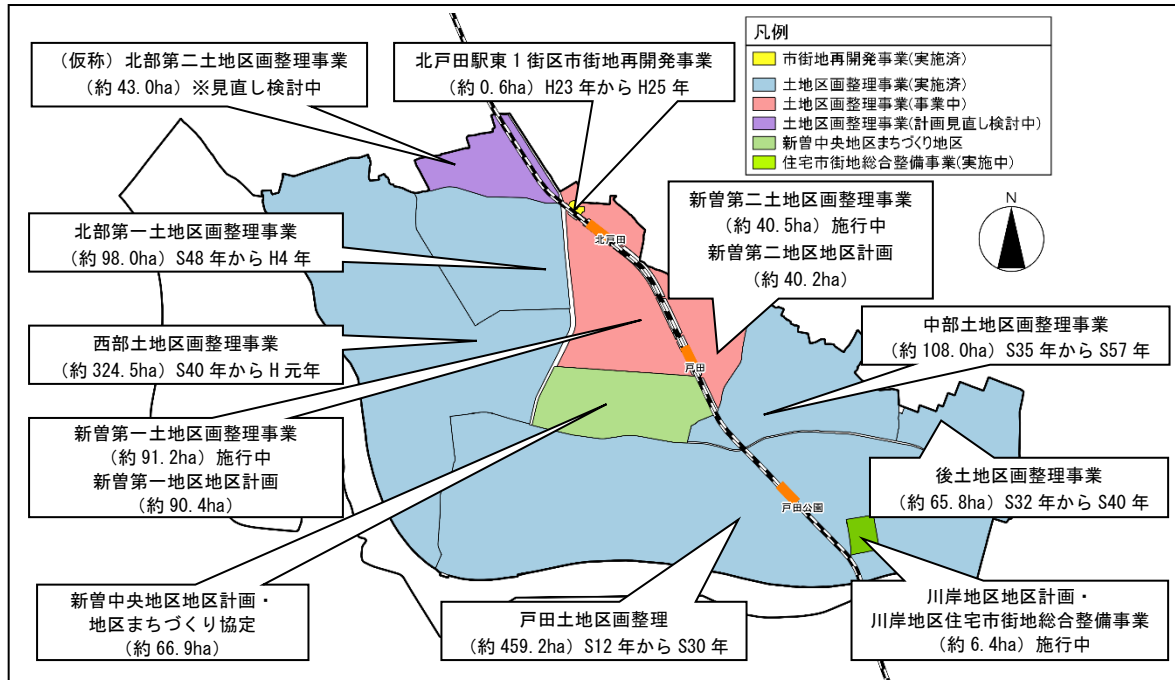 （仮称）北部第二土地区画整理事業
（約 43.0ha）※見直し検討中
北戸田駅東 1 街区市街地再開発事業
（約 0.6ha）H23 年から H25 年
凡例
市街地再開発事業(実施済)
土地区画整理事業(実施済)
土地区画整理事業(事業中)
土地区画整理事業(計画見直し検討中)
新曽中央地区まちづくり地区
住宅市街地総合整備事業(実施中)
N
北部第一土地区画整理事業
（約 98.0ha）S48 年から H4 年
新曽第二土地区画整理事業
（約 40.5ha）施行中
新曽第二地区地区計画
（約 40.2ha）
北戸田
西部土地区画整理事業
（約 324.5ha）S40 年から H 元年
中部土地区画整理事業
（約 108.0ha）S35 年から S57 年
戸田
新曽第一土地区画整理事業
（約 91.2ha）施行中
新曽第一地区地区計画
（約 90.4ha）
後土地区画整理事業
（約 65.8ha）S32 年から S40 年
戸田公園
新曽中央地区地区計画・
地区まちづくり協定
（約 66.9ha）
戸田土地区画整理
（約 459.2ha）S12 年から S30 年
川岸地区地区計画・
川岸地区住宅市街地総合整備事業
（約 6.4ha）施行中